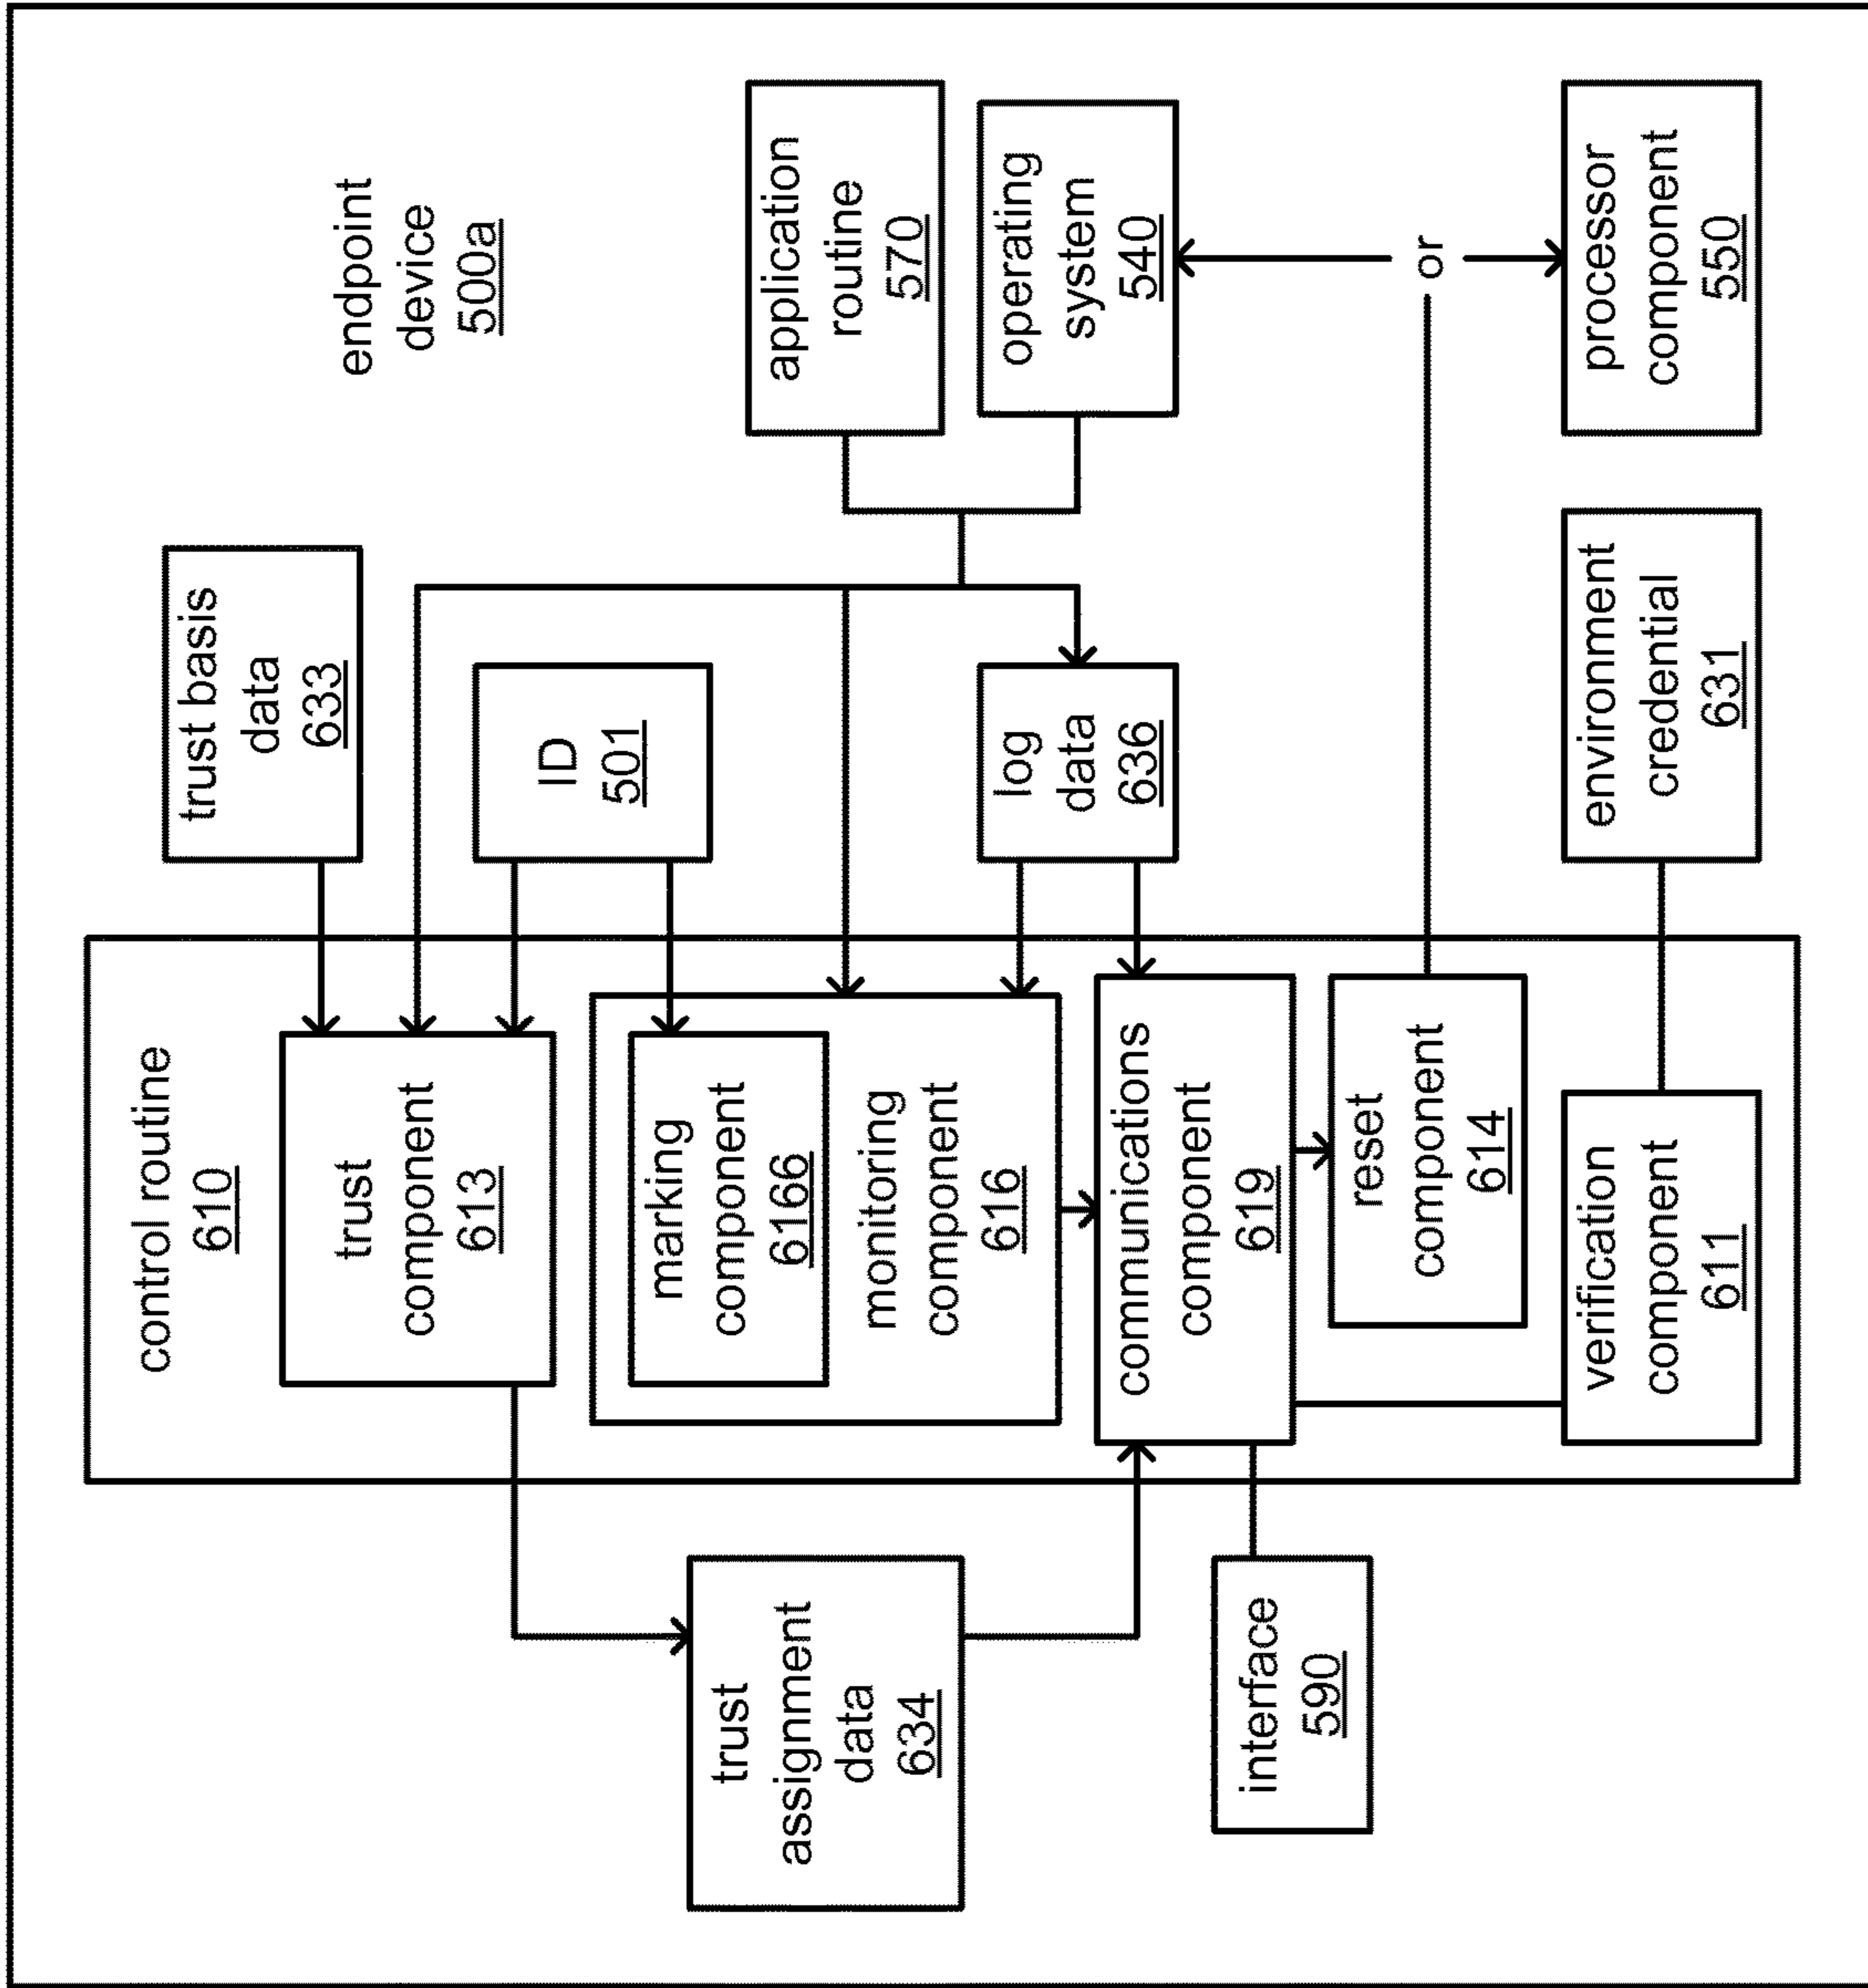 endpoint
device
500a
trust basis
data
633
application
routine
570
ID
501
operating
system
540
log
data
636
or
environment
credential
631
processor
component
550
control routine
610
trust
component
613
marking
component
6166
monitoring
component
616
communications
component
619
reset
component
614
verification
component
611
trust
assignment
data
634
interface
590